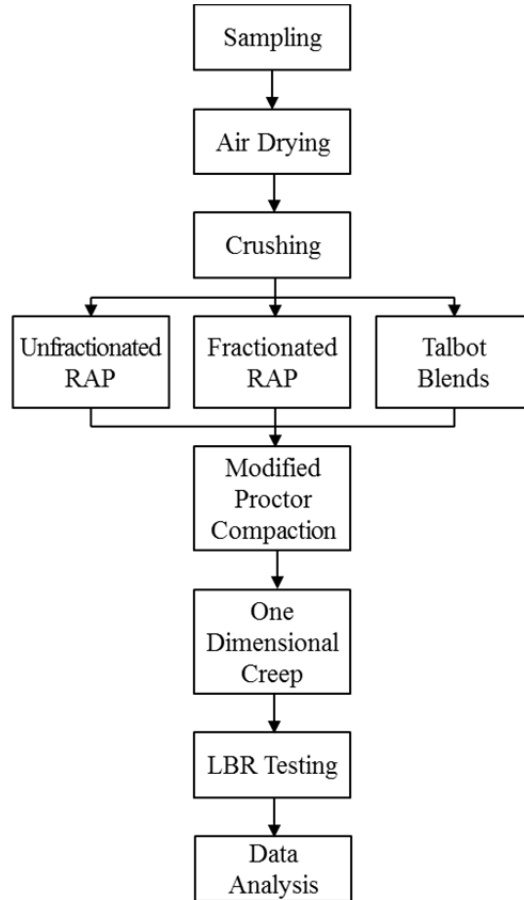 Sampling
Air Drying
Crushing
Unfractionated
RAP
Fractionated
RAP
Talbot
Blends
Modified
Proctor
Compaction
One
Dimensional
Creep
LBR Testing
Data
Analysis